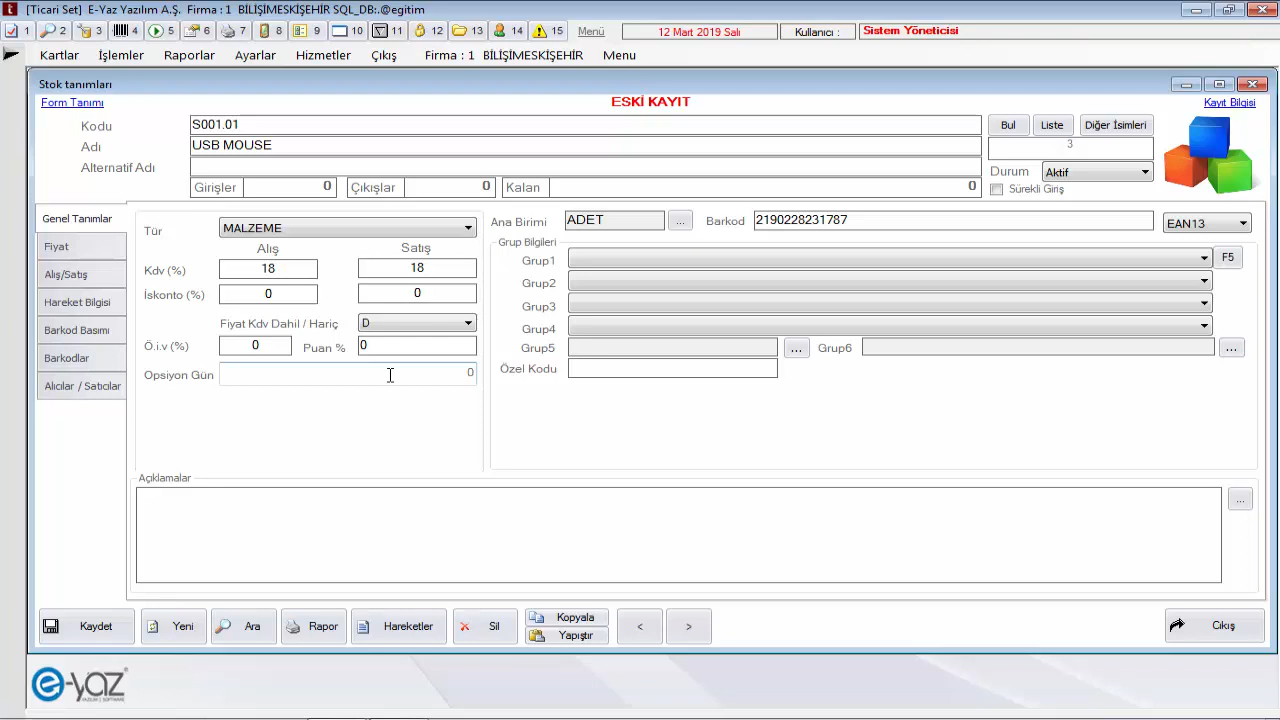 [Ticari Set] E-Yaz Yazılım A.Ş. Firma : 1 BİLİŞİMESKİŞEHİR SQL_DB:.@egitim
1 2 3 4 5 6 7 8 9 10 11 12 13 14 15 Menü 12 Mart 2019 Salı Kullanıcı : Sistem Yöneticisi
Kartlar İşlemler Raporlar Ayarlar Hizmetler Çıkış Firma : 1 BİLİŞİMESKİŞEHİR Menu
Stok tanımları
Form Tanımı ESKİ KAYIT Kayıt Bilgisi
Kodu S001.01 Bul Liste Diğer İsimleri
Adı USB MOUSE 3
Alternatif Adı Durum Aktif
Girişler 0 Çıkışlar 0 Kalan 0 Sürekli Giriş
Genel Tanımlar
Fiyat
Alış/Satış
Hareket Bilgisi
Barkod Basımı
Barkodlar
Alıcılar / Satıcılar
Tür MALZEME
Alış Satış
Kdv (%) 18 18
İskonto (%) 0 0
Fiyat Kdv Dahil / Hariç D
Ö.i.v (%) 0 Puan % 0
Opsiyon Gün 0
Ana Birimi ADET ... Barkod 2190228231787 EAN13
Grup Bilgileri
Grup1 F5
Grup2
Grup3
Grup4
Grup5 ... Grup6 ...
Özel Kodu
Açıklamalar
...
Kaydet Yeni Ara Rapor Hareketler Sil Kopyala Yapıştır < > Çıkış
e-yaz